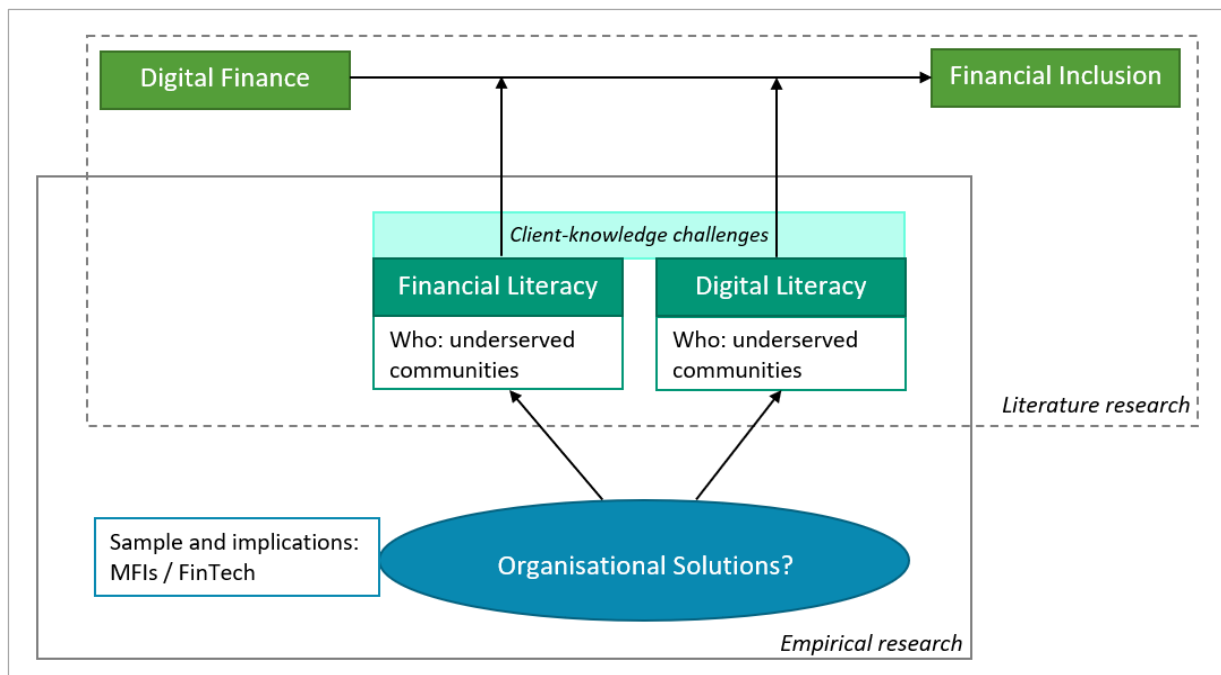 Digital Finance
Financial Inclusion
Client-knowledge challenges
Financial Literacy
Digital Literacy
Who: underserved
communities
Who: underserved
communities
Literature research
Sample and implications:
MFIs / FinTech
Organisational Solutions?
Empirical research